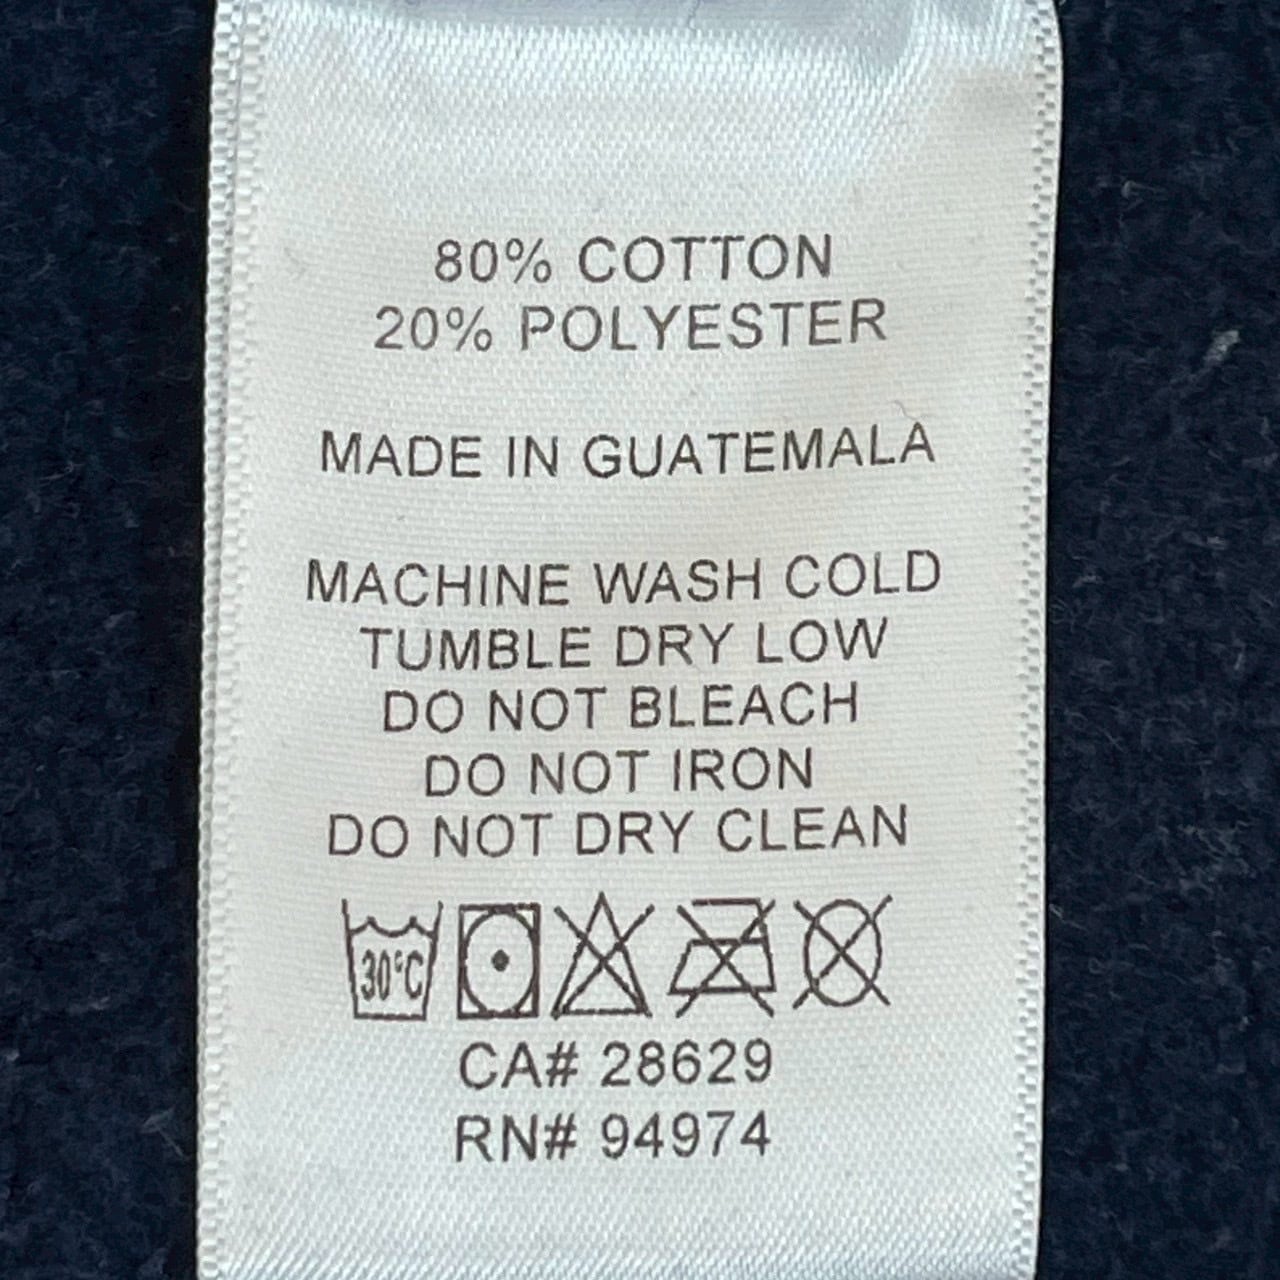 80% COTTON
20% POLYESTER
MADE IN GUATEMALA
MACHINE WASH COLD
TUMBLE DRY LOW
DO NOT BLEACH
DO NOT IRON
DO NOT DRY CLEAN
30°C
CA# 28629
RN# 94974